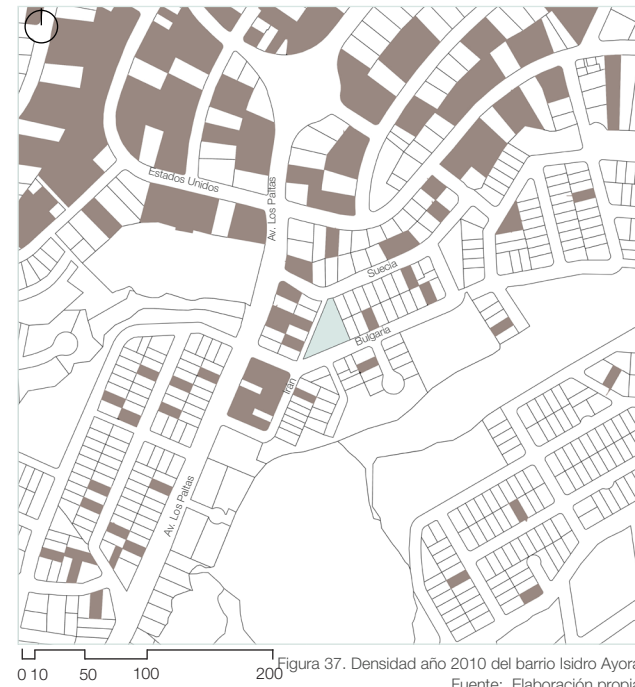 Estados Unidos
Av. Los Paltas
Suecia
Bulgaria
Irán
Av. Los Paltas
0 10 50 100 200
Figura 37. Densidad año 2010 del barrio Isidro Ayora
Fuente: Elaboración propia